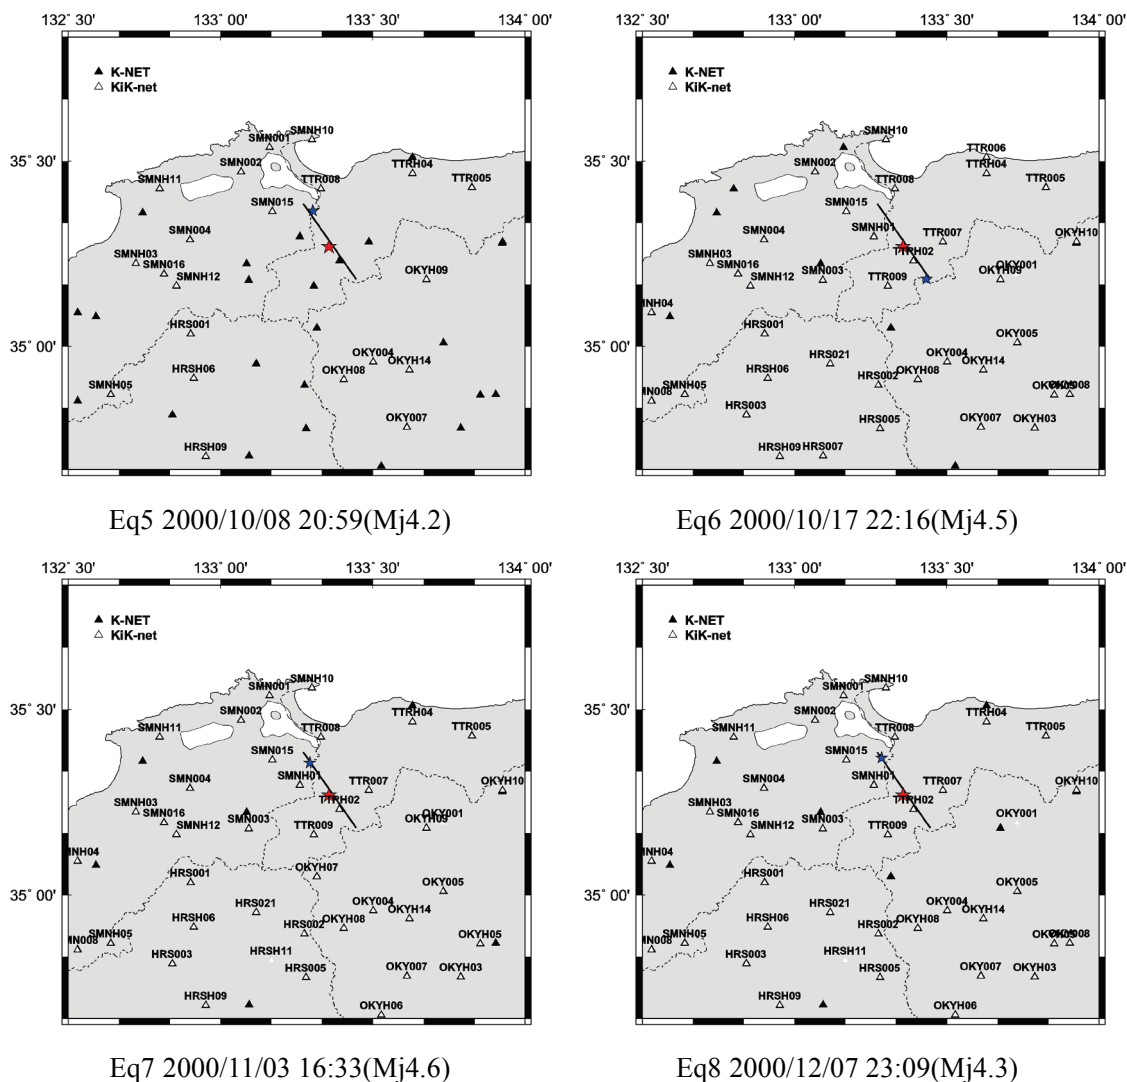 132° 30'
133° 00'
133° 30'
134° 00'
K-NET
KiK-net
SMNH10
SMN001
35° 30'
SMN002
TTRH04
SMNH11
TTR008
TTR005
SMN015
SMN004
SMNH03
SMN016
SMNH12
OKYH09
HRS001
35° 00'
OKY004
OKYH14
HRSH06
OKYH08
SMNH05
OKY007
HRSH09
Eq5 2000/10/08 20:59(Mj4.2)
132° 30'
133° 00'
133° 30'
134° 00'
K-NET
KiK-net
SMNH10
35° 30'
TTR006
SMN002
TTRH04
TTR008
TTR005
SMN015
SMNH01
TTR007
OKYH10
SMN004
TTRH02
SMNH03
OKY001
SMN016
SMNH12
SMN003
TTR009
OKYH09
MNH04
HRS001
OKY005
35° 00'
HRS021
OKY004
OKYH14
HRSH06
HRS002
OKYH08
SMNH05
MN008
OKYH05
OKY008
HRS003
HRS005
OKY007
OKYH03
HRSH09
HRS007
Eq6 2000/10/17 22:16(Mj4.5)
132° 30'
133° 00'
133° 30'
134° 00'
K-NET
KiK-net
SMNH10
SMN001
35° 30'
SMN002
TTRH04
SMNH11
TTR008
TTR005
SMN015
SMN004
SMNH01
TTR007
OKYH10
TTRH02
SMNH03
SMN016
SMNH12
SMN003
TTR009
OKYH09
OKY001
MNH04
HRS001
OKYH07
OKY005
35° 00'
HRS021
OKY004
OKYH14
HRSH06
HRS002
OKYH08
SMNH05
MN008
OKYH05
HRS003
HRSH11
HRS005
OKY007
OKYH03
HRSH09
OKYH06
Eq7 2000/11/03 16:33(Mj4.6)
132° 30'
133° 00'
133° 30'
134° 00'
K-NET
KiK-net
SMNH10
SMN001
35° 30'
SMN002
TTRH04
SMNH11
TTR008
TTR005
SMN015
SMN004
SMNH01
TTR007
OKYH10
TTRH02
SMNH03
SMN016
SMNH12
SMN003
TTR009
OKY001
MNH04
HRS001
OKY005
35° 00'
HRS021
OKY004
OKYH14
HRSH06
HRS002
OKYH08
SMNH05
MN008
OKYH05
OKY008
HRS003
HRSH11
HRS005
OKY007
OKYH03
HRSH09
OKYH06
Eq8 2000/12/07 23:09(Mj4.3)